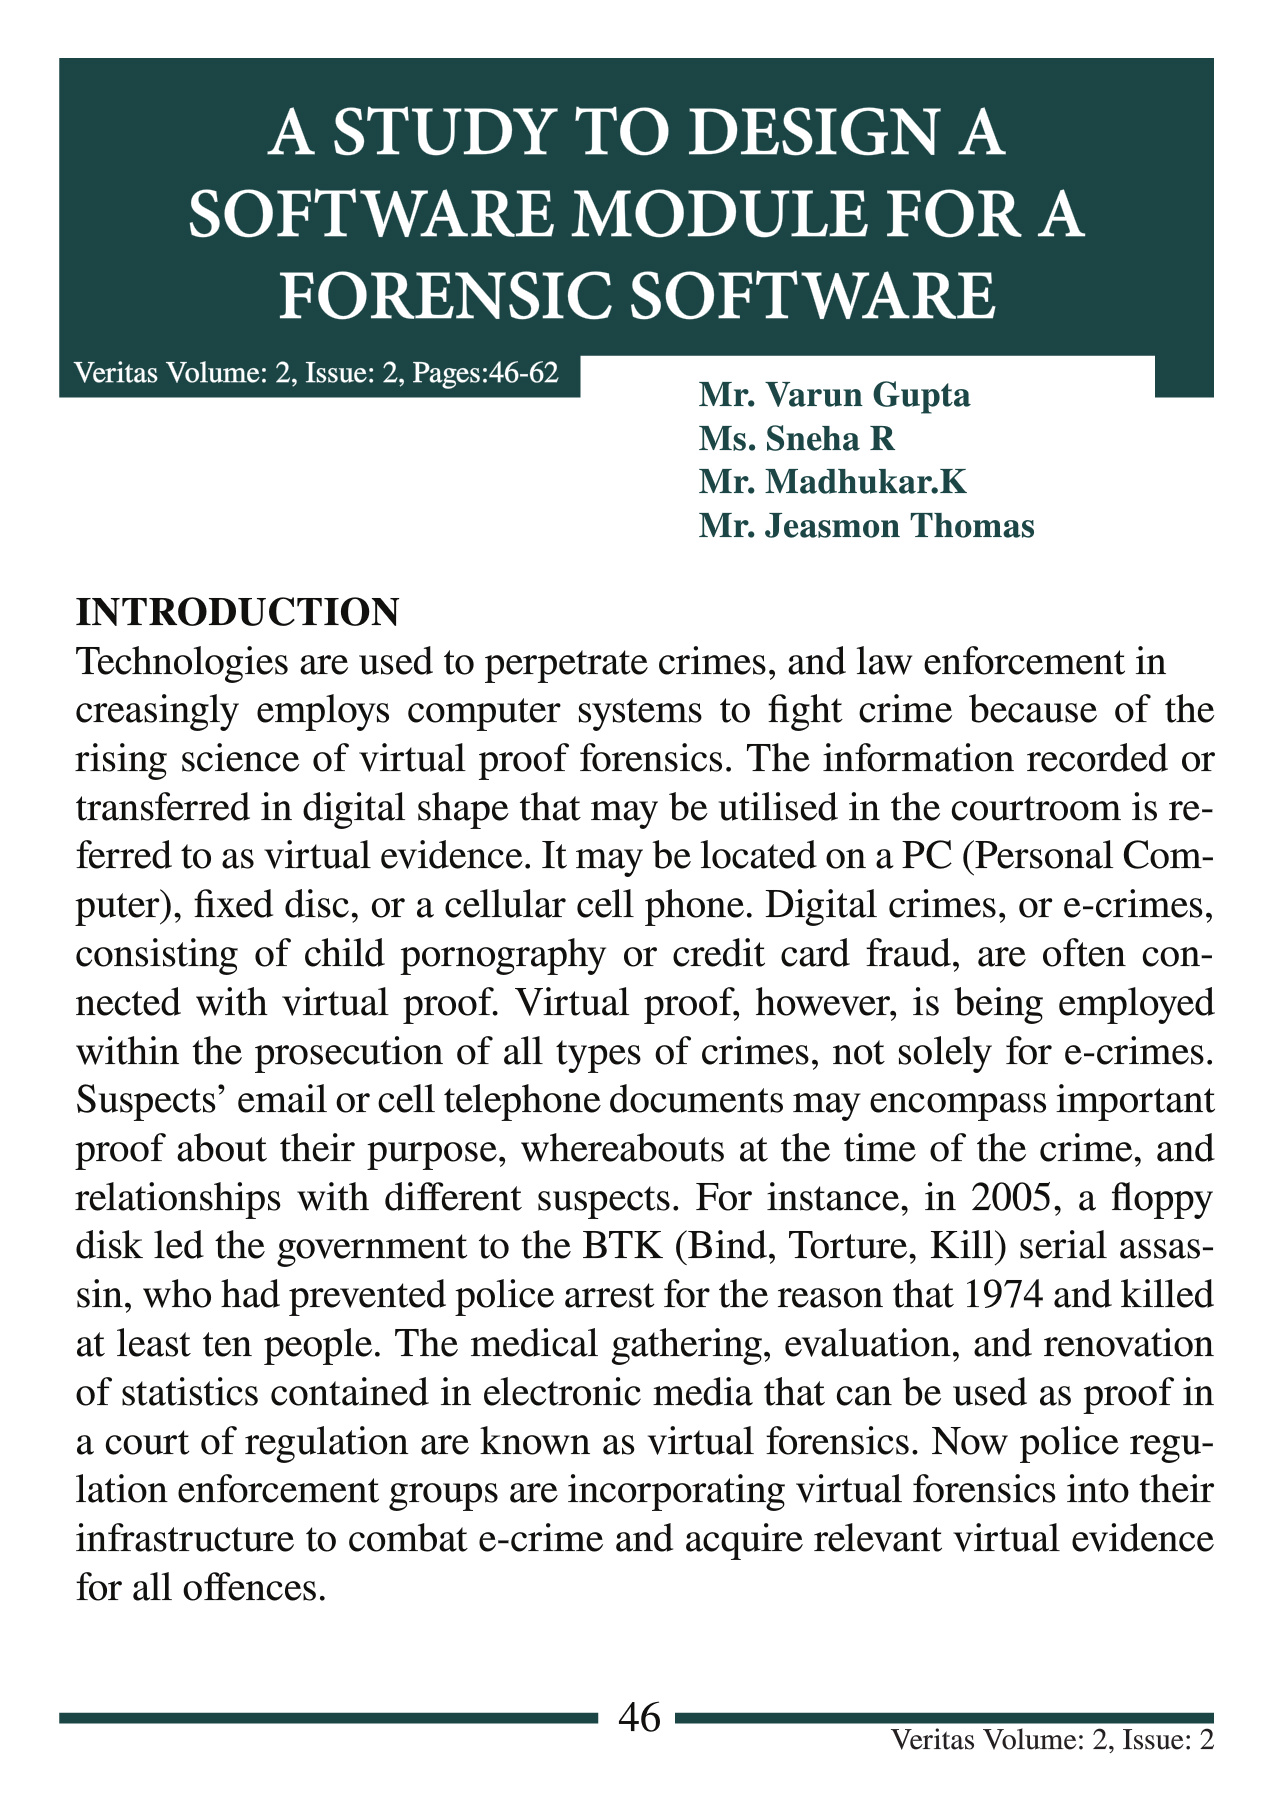 A STUDY TO DESIGN A
SOFTWARE MODULE FOR A
FORENSIC SOFTWARE
Veritas Volume: 2, Issue: 2, Pages:46-62
Mr. Varun Gupta
Ms. Sneha R
Mr. Madhukar.K
Mr. Jeasmon Thomas
INTRODUCTION
Technologies are used to perpetrate crimes, and law enforcement in
creasingly employs computer systems to fight crime because of the
rising science of virtual proof forensics. The information recorded or
transferred in digital shape that may be utilised in the courtroom is re-
ferred to as virtual evidence. It may be located on a PC (Personal Com-
puter), fixed disc, or a cellular cell phone. Digital crimes, or e-crimes,
consisting of child pornography or credit card fraud, are often con-
nected with virtual proof. Virtual proof, however, is being employed
within the prosecution of all types of crimes, not solely for e-crimes.
Suspects’ email or cell telephone documents may encompass important
proof about their purpose, whereabouts at the time of the crime, and
relationships with different suspects. For instance, in 2005, a floppy
disk led the government to the BTK (Bind, Torture, Kill) serial assas-
sin, who had prevented police arrest for the reason that 1974 and killed
at least ten people. The medical gathering, evaluation, and renovation
of statistics contained in electronic media that can be used as proof in
a court of regulation are known as virtual forensics. Now police regu-
lation enforcement groups are incorporating virtual forensics into their
infrastructure to combat e-crime and acquire relevant virtual evidence
for all offences.
46
Veritas Volume: 2, Issue: 2